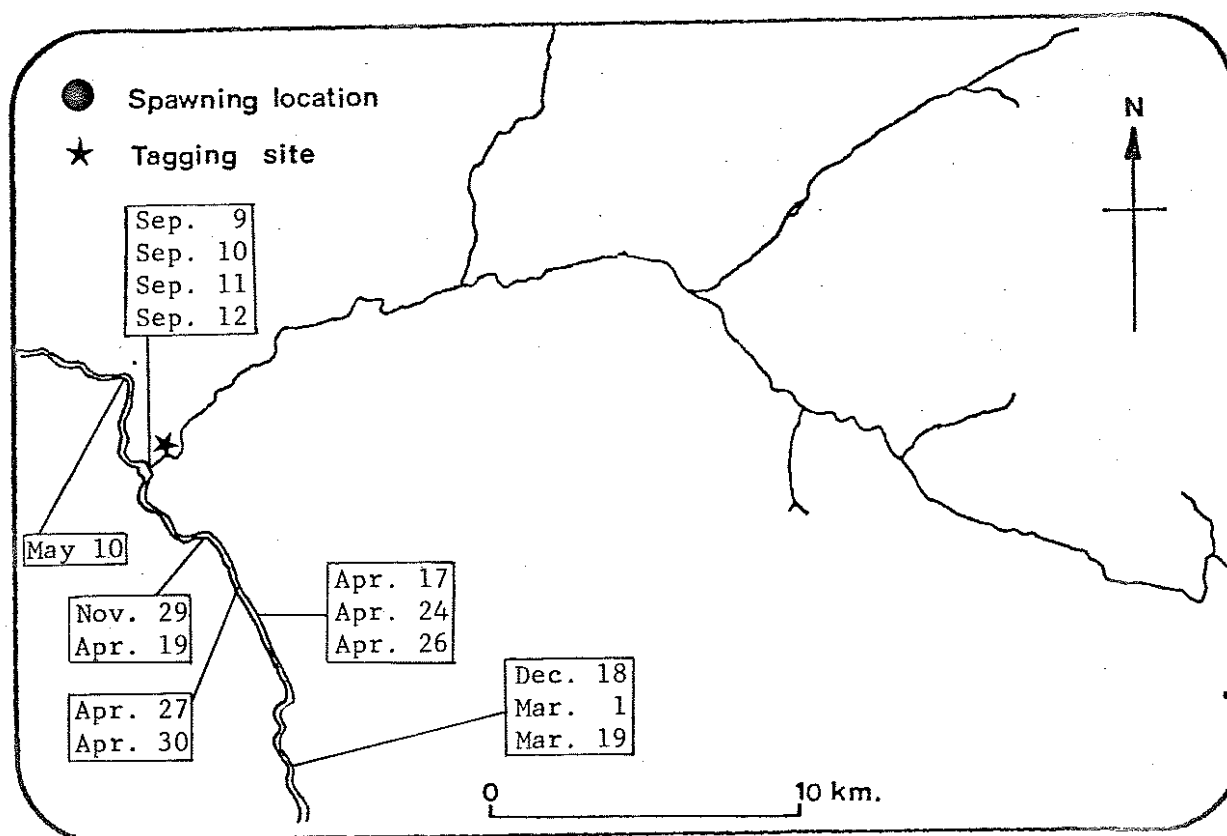 Spawning location
Tagging site
N
Sep. 9
Sep. 10
Sep. 11
Sep. 12
May 10
Nov. 29
Apr. 19
Apr. 17
Apr. 24
Apr. 26
Apr. 27
Apr. 30
Dec. 18
Mar. 1
Mar. 19
0 10 km.